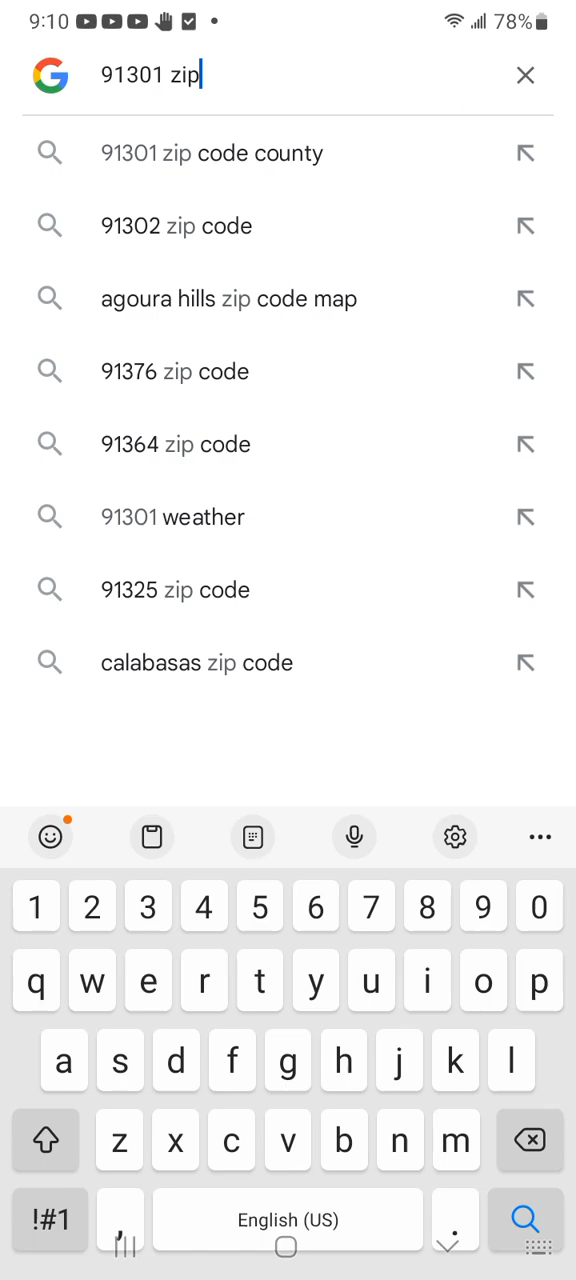 9:10 78%
91301 zip
91301 zip code county
91302 zip code
agoura hills zip code map
91376 zip code
91364 zip code
91301 weather
91325 zip code
calabasas zip code
1 2 3 4 5 6 7 8 9 0
q w e r t y u i o p
a s d f g h j k l
z x c v b n m
!#1 , English (US) .